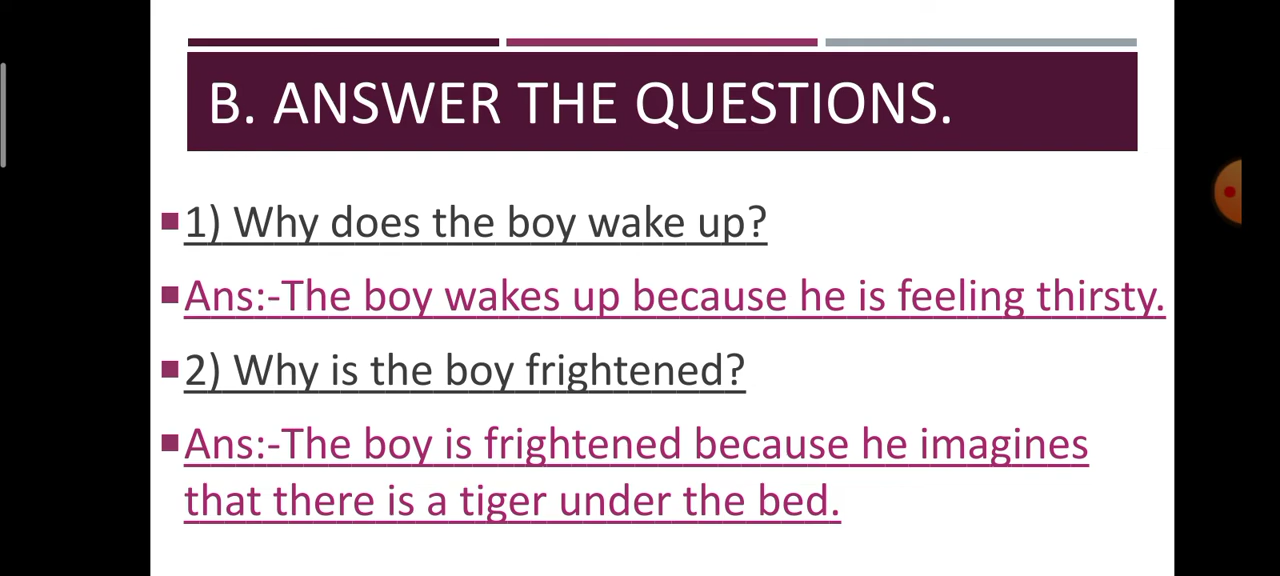 B. ANSWER THE QUESTIONS.
1) Why does the boy wake up?
Ans:-The boy wakes up because he is feeling thirsty.
2) Why is the boy frightened?
Ans:-The boy is frightened because he imagines
that there is a tiger under the bed.